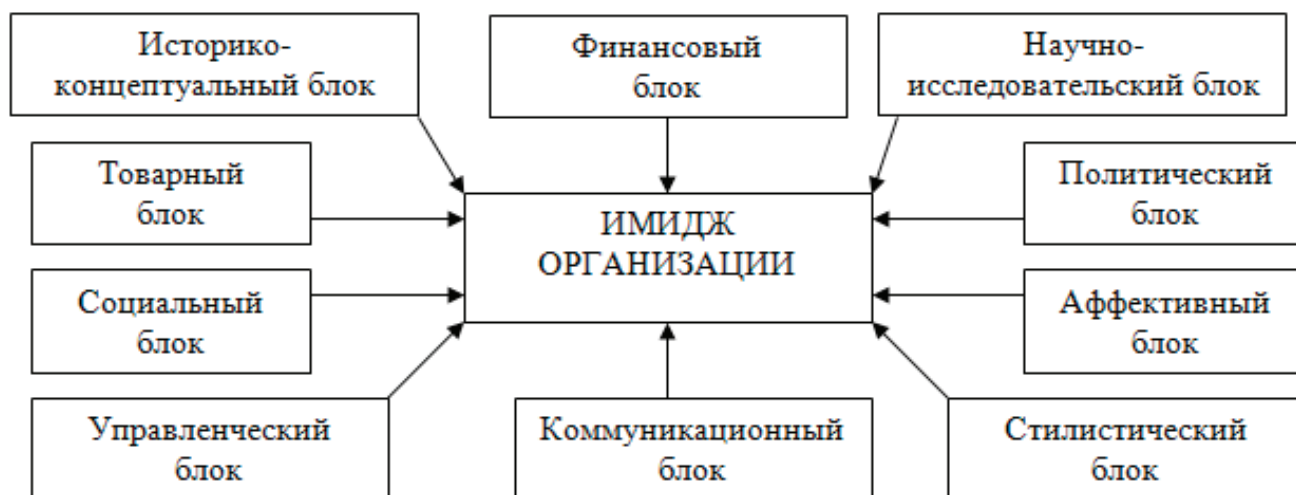 Историко-
концептуальный блок
Финансовый
блок
Научно-
исследовательский блок
Товарный
блок
ИМИДЖ
ОРГАНИЗАЦИИ
Политический
блок
Социальный
блок
Аффективный
блок
Управленческий
блок
Коммуникационный
блок
Стилистический
блок